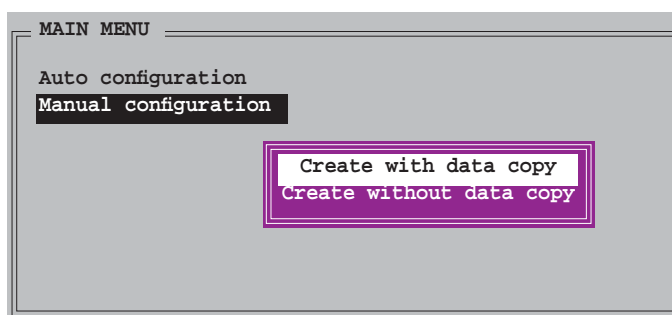 MAIN MENU
Auto configuration
Manual configuration
Create with data copy
Create without data copy